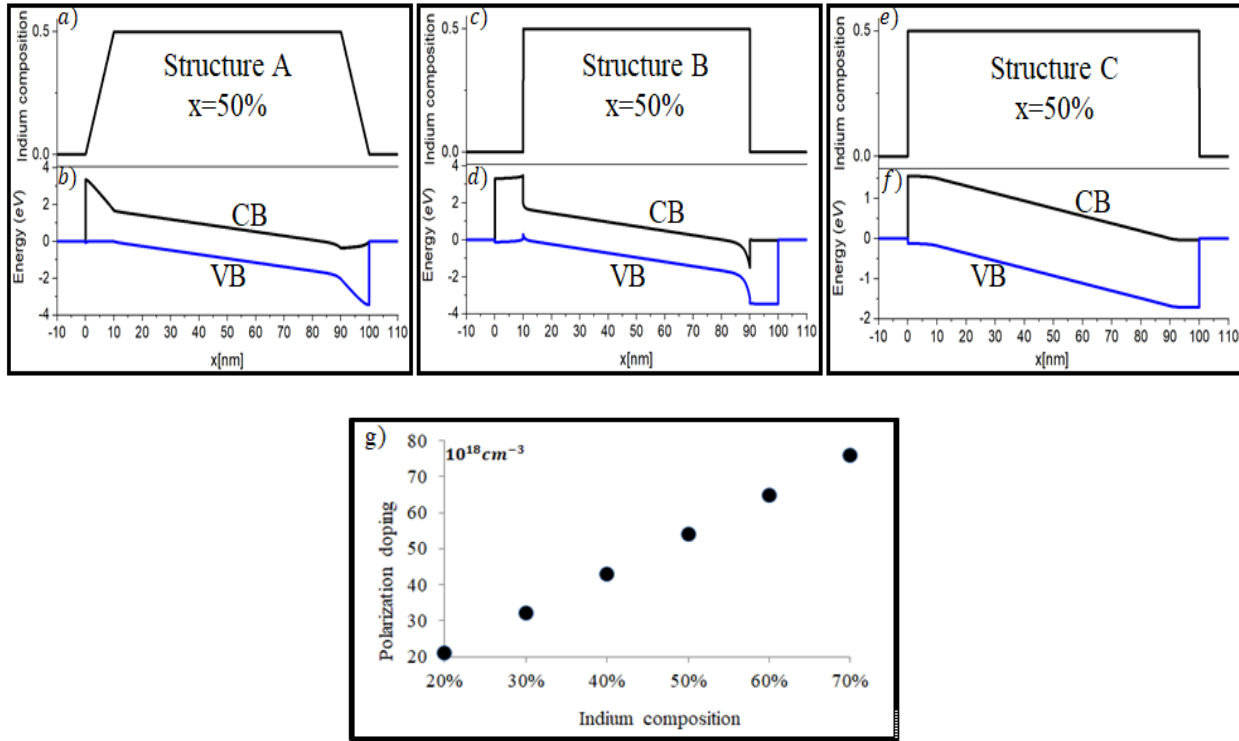 a)
Indium composition
0.5
0.0
Structure A
x=50%
b)
Energy (eV)
4
2
0
-2
-4
CB
VB
-10 0 10 20 30 40 50 60 70 80 90 100 110
x[nm]
c)
Indium composition
0.5
0.0
Structure B
x=50%
d)
Energy (eV)
4
2
0
-2
-4
CB
VB
-10 0 10 20 30 40 50 60 70 80 90 100 110
x[nm]
e)
Indium composition
0.5
0.0
Structure C
x=50%
f)
Energy (eV)
1
0
-1
-2
CB
VB
-10 0 10 20 30 40 50 60 70 80 90 100 110
x[nm]
g)
10¹⁸cm⁻³
Polarization doping
80
70
60
50
40
30
20
20% 30% 40% 50% 60% 70%
Indium composition